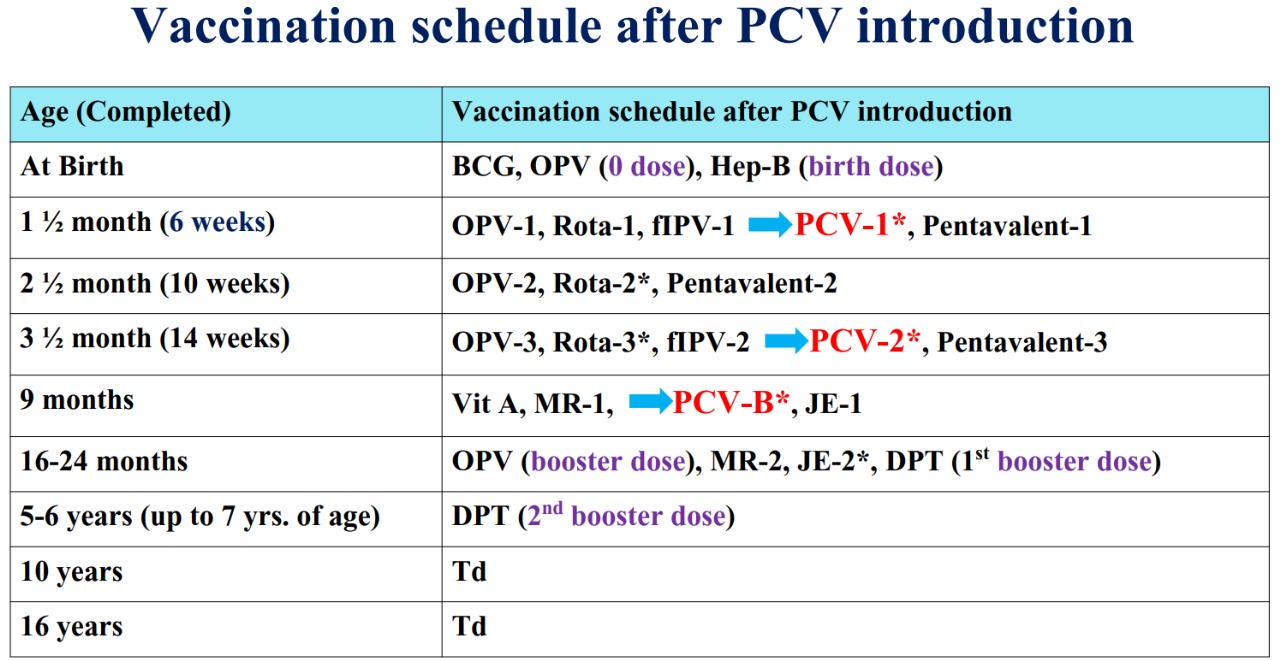 Vaccination schedule after PCV introduction
Age (Completed) Vaccination schedule after PCV introduction
At Birth BCG, OPV (0 dose), Hep-B (birth dose)
1 ½ month (6 weeks) OPV-1, Rota-1, fIPV-1 PCV-1*, Pentavalent-1
2 ½ month (10 weeks) OPV-2, Rota-2*, Pentavalent-2
3 ½ month (14 weeks) OPV-3, Rota-3*, fIPV-2 PCV-2*, Pentavalent-3
9 months Vit A, MR-1, PCV-B*, JE-1
16-24 months OPV (booster dose), MR-2, JE-2*, DPT (1st booster dose)
5-6 years (up to 7 yrs. of age) DPT (2nd booster dose)
10 years Td
16 years Td